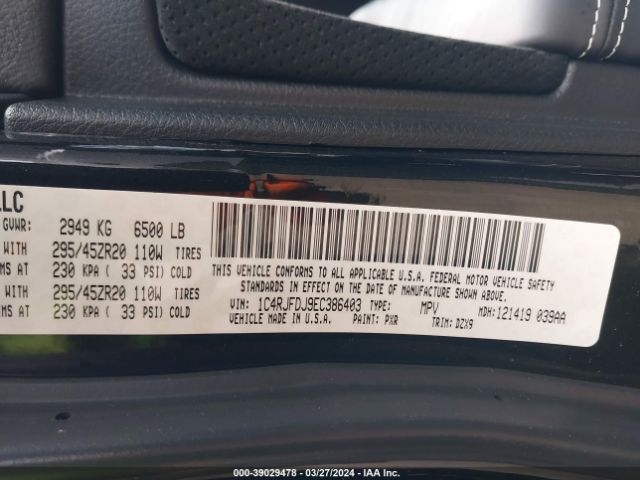 LLC
GVWR: 2949 KG 6500 LB
WITH 295/45ZR20 110W TIRES
MS AT 230 KPA ( 33 PSI) COLD
WITH 295/45ZR20 110W TIRES
MS AT 230 KPA ( 33 PSI) COLD
THIS VEHICLE CONFORMS TO ALL APPLICABLE U.S.A. FEDERAL MOTOR VEHICLE SAFETY
STANDARDS IN EFFECT ON THE DATE OF MANUFACTURE SHOWN ABOVE.
VIN: 1C4RJFDJ9EC386403 TYPE: MPV MDH: 121419 039AA
VEHICLE MADE IN U.S.A. PAINT: PXR TRIM: DZX9
000-39029478 - 03/27/2024 - IAA Inc.